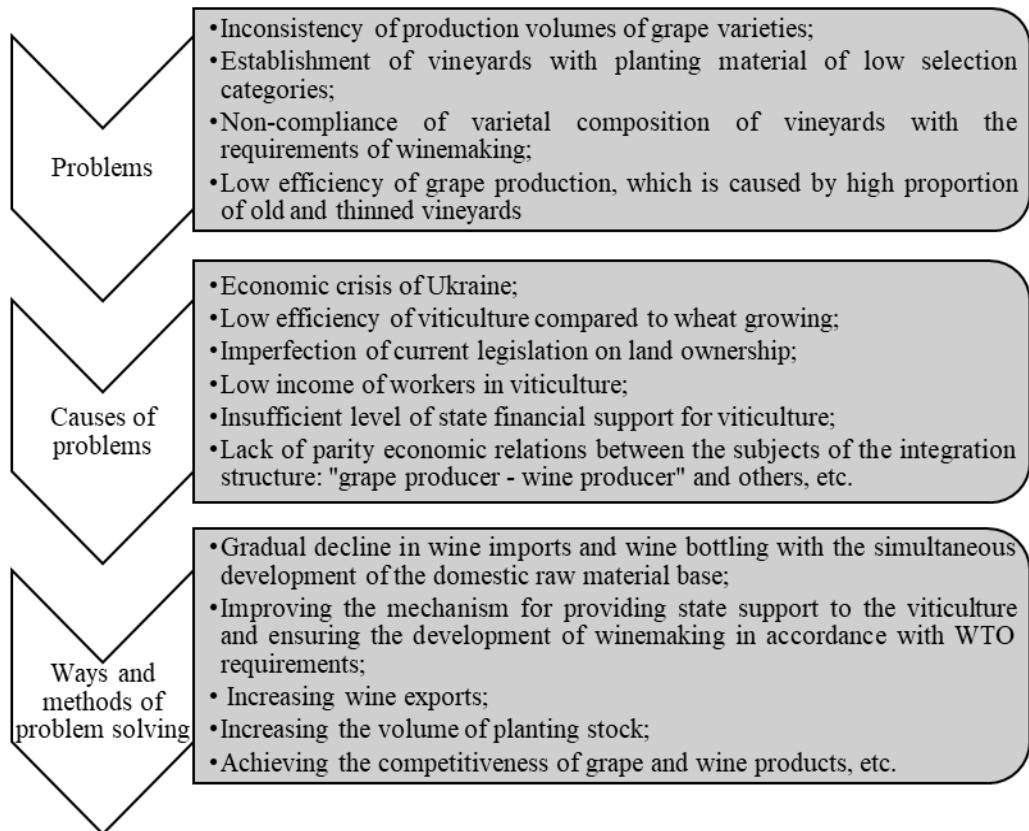 Problems
•Inconsistency of production volumes of grape varieties;
•Establishment of vineyards with planting material of low selection
categories;
•Non-compliance of varietal composition of vineyards with the
requirements of winemaking;
•Low efficiency of grape production, which is caused by high proportion
of old and thinned vineyards
Causes of
problems
•Economic crisis of Ukraine;
•Low efficiency of viticulture compared to wheat growing;
•Imperfection of current legislation on land ownership;
•Low income of workers in viticulture;
•Insufficient level of state financial support for viticulture;
•Lack of parity economic relations between the subjects of the integration
structure: "grape producer - wine producer" and others, etc.
Ways and
methods of
problem solving
•Gradual decline in wine imports and wine bottling with the simultaneous
development of the domestic raw material base;
•Improving the mechanism for providing state support to the viticulture
and ensuring the development of winemaking in accordance with WTO
requirements;
• Increasing wine exports;
•Increasing the volume of planting stock;
•Achieving the competitiveness of grape and wine products, etc.